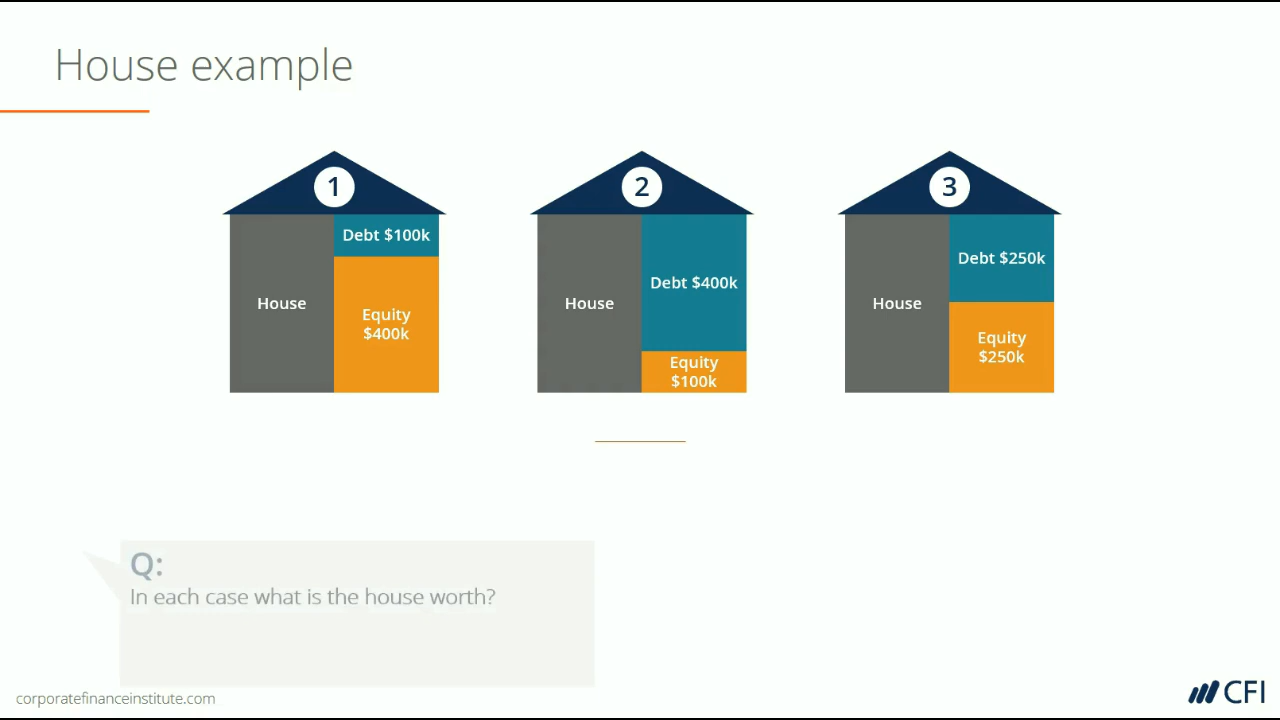 House example
1
2
3
House
Debt $100k
Equity
$400k
House
Debt $400k
Equity
$100k
House
Debt $250k
Equity
$250k
Q:
In each case what is the house worth?
corporatefinanceinstitute.com
CFI